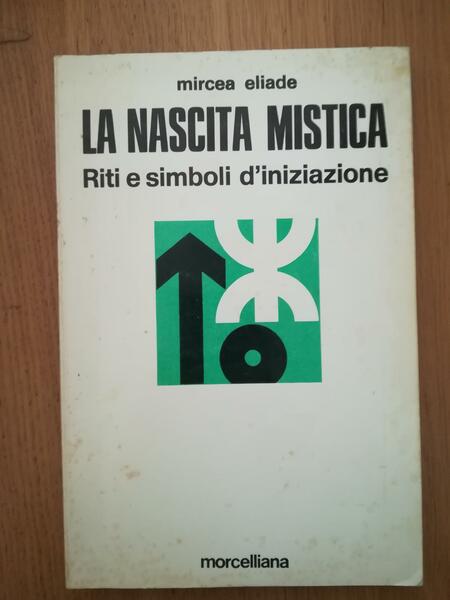 mircea eliade
LA NASCITA MISTICA
Riti e simboli d'iniziazione
morcelliana